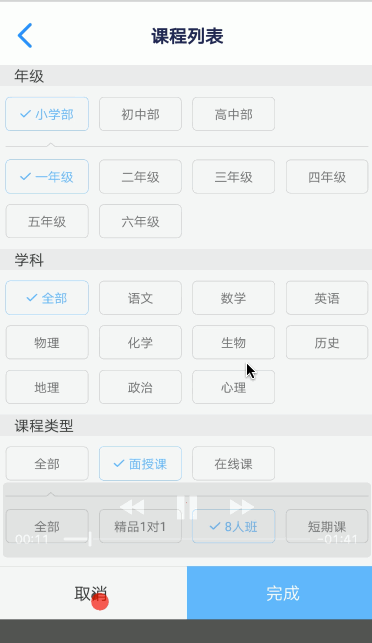 课程列表
年级
小学部 初中部 高中部
一年级 二年级 三年级 四年级
五年级 六年级
学科
全部 语文 数学 英语
物理 化学 生物 历史
地理 政治 心理
课程类型
全部 面授课 在线课
全部 精品1对1 8人班 短期课
00:11 -01:41
取消 完成